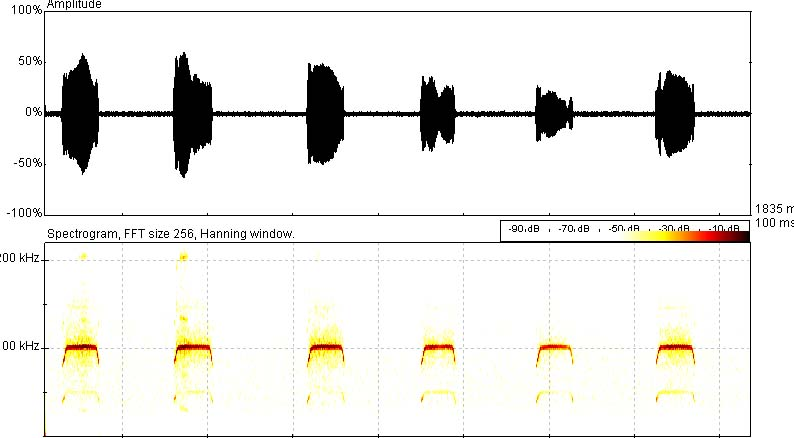 Amplitude
100%
50%
0%
-50%
-100%
1835 m
100 ms
Spectrogram, FFT size 256, Hanning window.
-90 dB -70 dB -50 dB -30 dB -10 dB
200 kHz
00 kHz